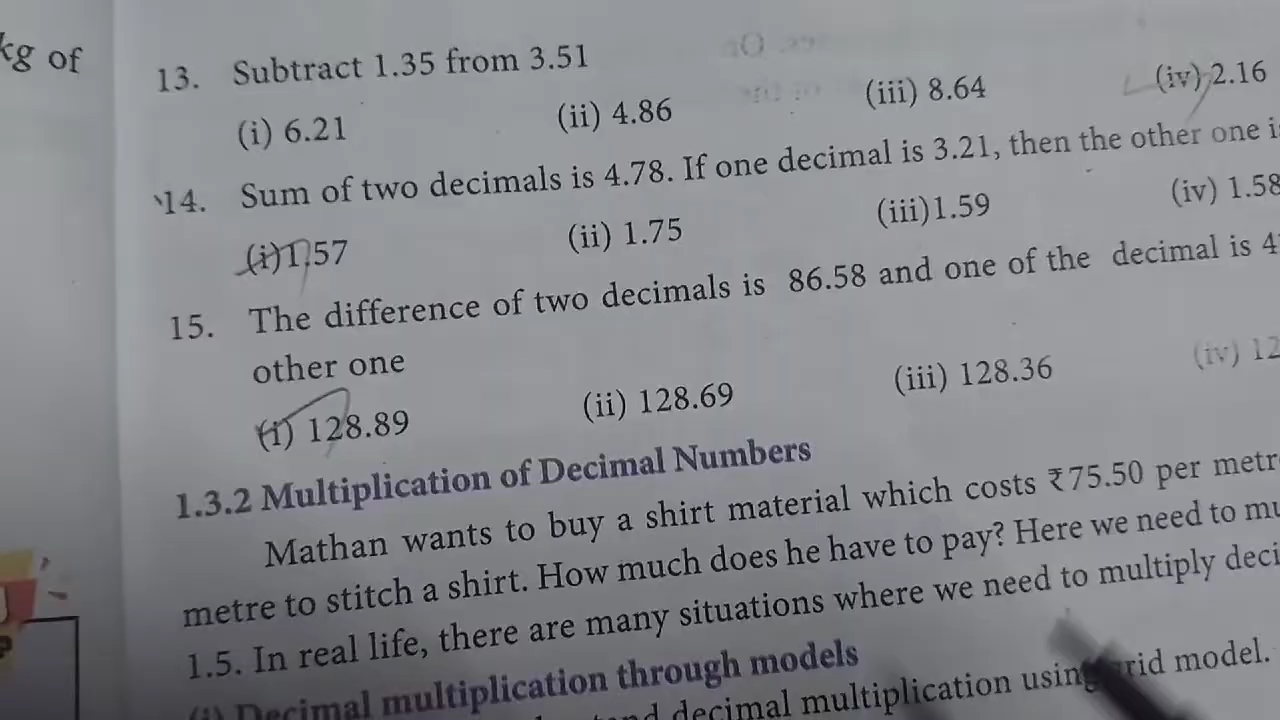 kg of
13. Subtract 1.35 from 3.51
(i) 6.21 (ii) 4.86 (iii) 8.64 (iv) 2.16
14. Sum of two decimals is 4.78. If one decimal is 3.21, then the other one
(i) 1.57 (ii) 1.75 (iii) 1.59 (iv) 1.58
15. The difference of two decimals is 86.58 and one of the decimal is
other one
(i) 128.89 (ii) 128.69 (iii) 128.36 (iv)
1.3.2 Multiplication of Decimal Numbers
Mathan wants to buy a shirt material which costs ₹75.50 per
metre to stitch a shirt. How much does he have to pay? Here we need to
1.5. In real life, there are many situations where we need to multiply
(i) Decimal multiplication through models
decimal multiplication using grid model.